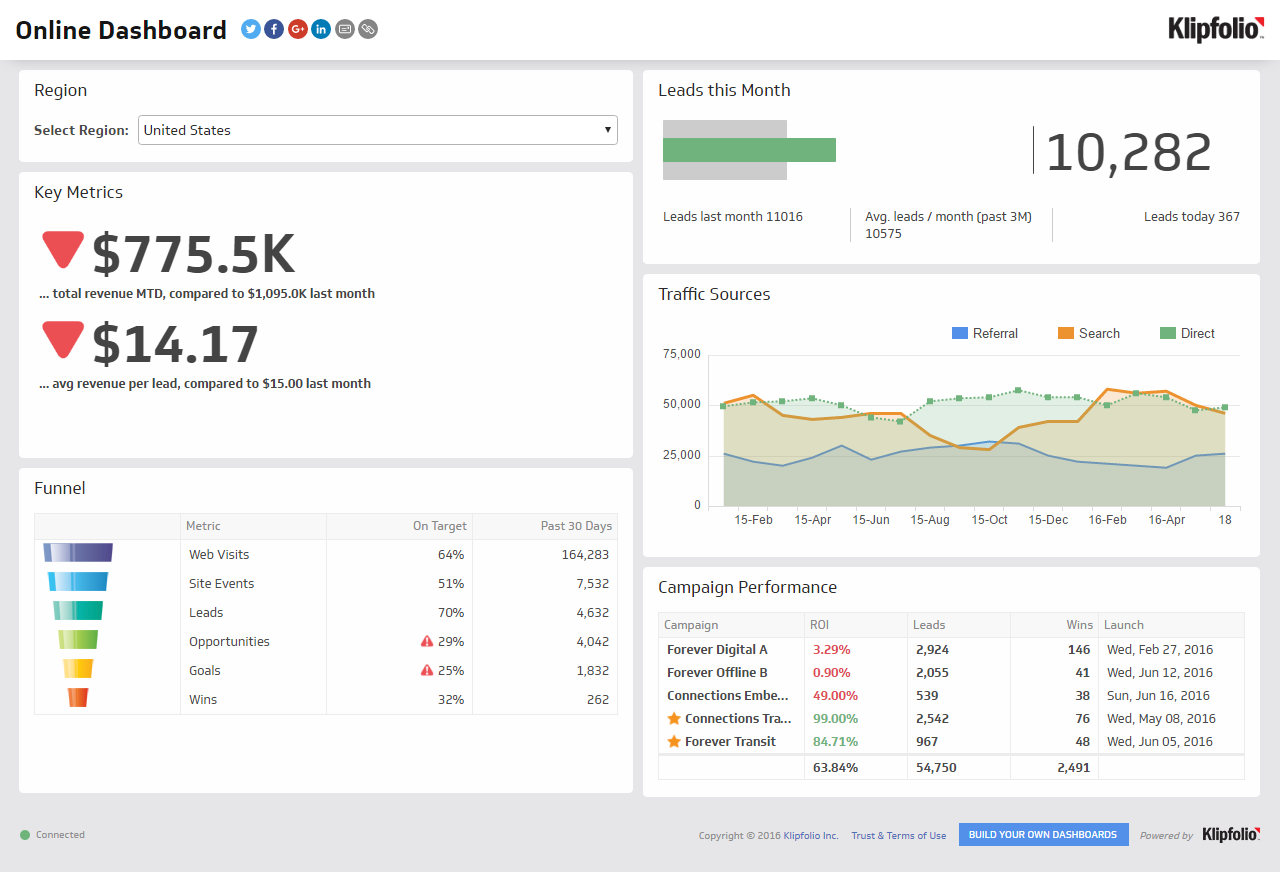 Online Dashboard
Klipfolio
Region
Select Region: United States
Key Metrics
$775.5K
... total revenue MTD, compared to $1,095.0K last month
$14.17
... avg revenue per lead, compared to $15.00 last month
Funnel
Metric On Target Past 30 Days
Web Visits 64% 164,283
Site Events 51% 7,532
Leads 70% 4,632
Opportunities 29% 4,042
Goals 25% 1,832
Wins 32% 262
Leads this Month
10,282
Leads last month 11016
Avg. leads / month (past 3M)
10575
Leads today 367
Traffic Sources
Referral Search Direct
75,000
50,000
25,000
0
15-Feb 15-Apr 15-Jun 15-Aug 15-Oct 15-Dec 16-Feb 16-Apr 18
Campaign Performance
Campaign ROI Leads Wins Launch
Forever Digital A 3.29% 2,924 146 Wed, Feb 27, 2016
Forever Offline B 0.90% 2,055 41 Wed, Jun 12, 2016
Connections Embe... 49.00% 539 38 Sun, Jun 16, 2016
Connections Tra... 99.00% 2,542 76 Wed, May 08, 2016
Forever Transit 84.71% 967 48 Wed, Jun 05, 2016
63.84% 54,750 2,491
Connected
Copyright © 2016 Klipfolio Inc. Trust & Terms of Use BUILD YOUR OWN DASHBOARDS Powered by Klipfolio